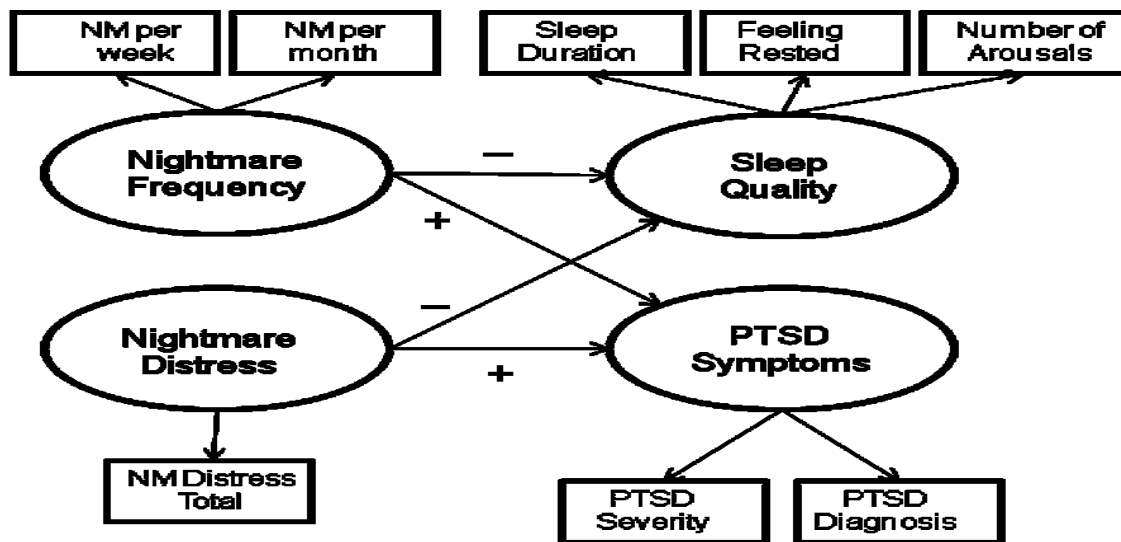 NM per
week
NM per
month
Sleep
Duration
Feeling
Rested
Number of
Arousals
Nightmare
Frequency
–
Sleep
Quality
+
–
Nightmare
Distress
+
PTSD
Symptoms
NM Distress
Total
PTSD
Severity
PTSD
Diagnosis